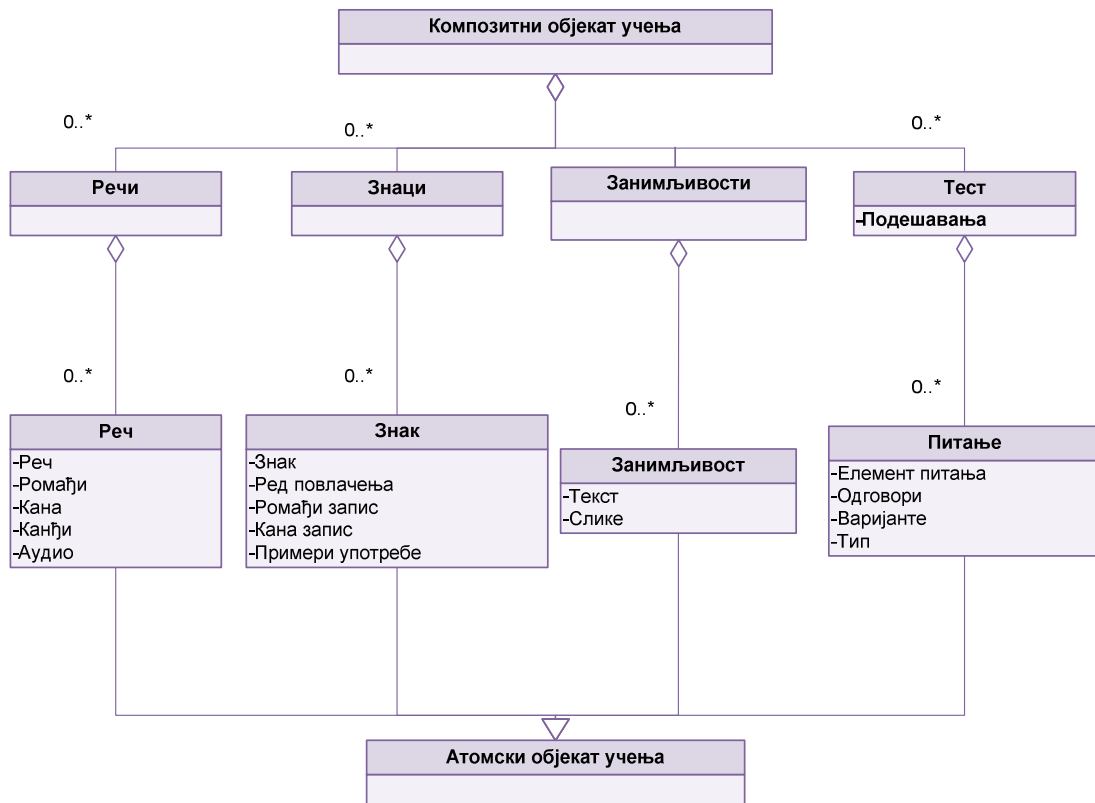 Композитни објекат учења
0..*
0..*
0..*
Речи
Знаци
Занимљивости
Тест
-Подешавања
0..*
0..*
0..*
0..*
Реч
-Реч
-Ромађи
-Кана
-Канђи
-Аудио
Знак
-Знак
-Ред повлачења
-Ромађи запис
-Кана запис
-Примери употребе
Занимљивост
-Текст
-Слике
Питање
-Елемент питања
-Одговори
-Варијанте
-Тип
Атомски објекат учења